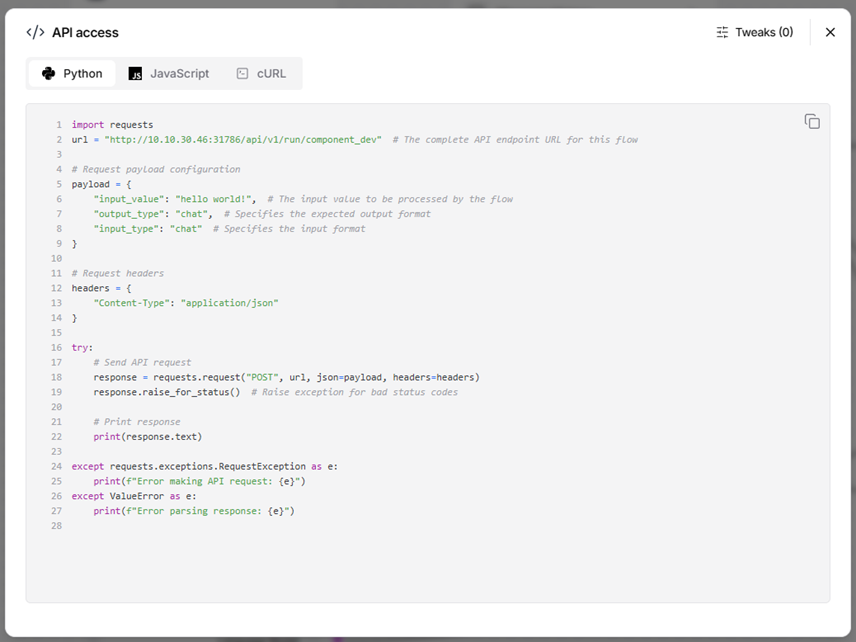 </> API access
Tweaks (0)
Python
JS JavaScript
cURL
1 import requests
2 url = "http://10.10.30.46:31786/api/v1/run/component_dev"  # The complete API endpoint URL for this flow
3
4 # Request payload configuration
5 payload = {
6     "input_value": "hello world!",  # The input value to be processed by the flow
7     "output_type": "chat",  # Specifies the expected output format
8     "input_type": "chat"  # Specifies the input format
9 }
10
11 # Request headers
12 headers = {
13     "Content-Type": "application/json"
14 }
15
16 try:
17     # Send API request
18     response = requests.request("POST", url, json=payload, headers=headers)
19     response.raise_for_status()  # Raise exception for bad status codes
20
21     # Print response
22     print(response.text)
23
24 except requests.exceptions.RequestException as e:
25     print(f"Error making API request: {e}")
26 except ValueError as e:
27     print(f"Error parsing response: {e}")
28